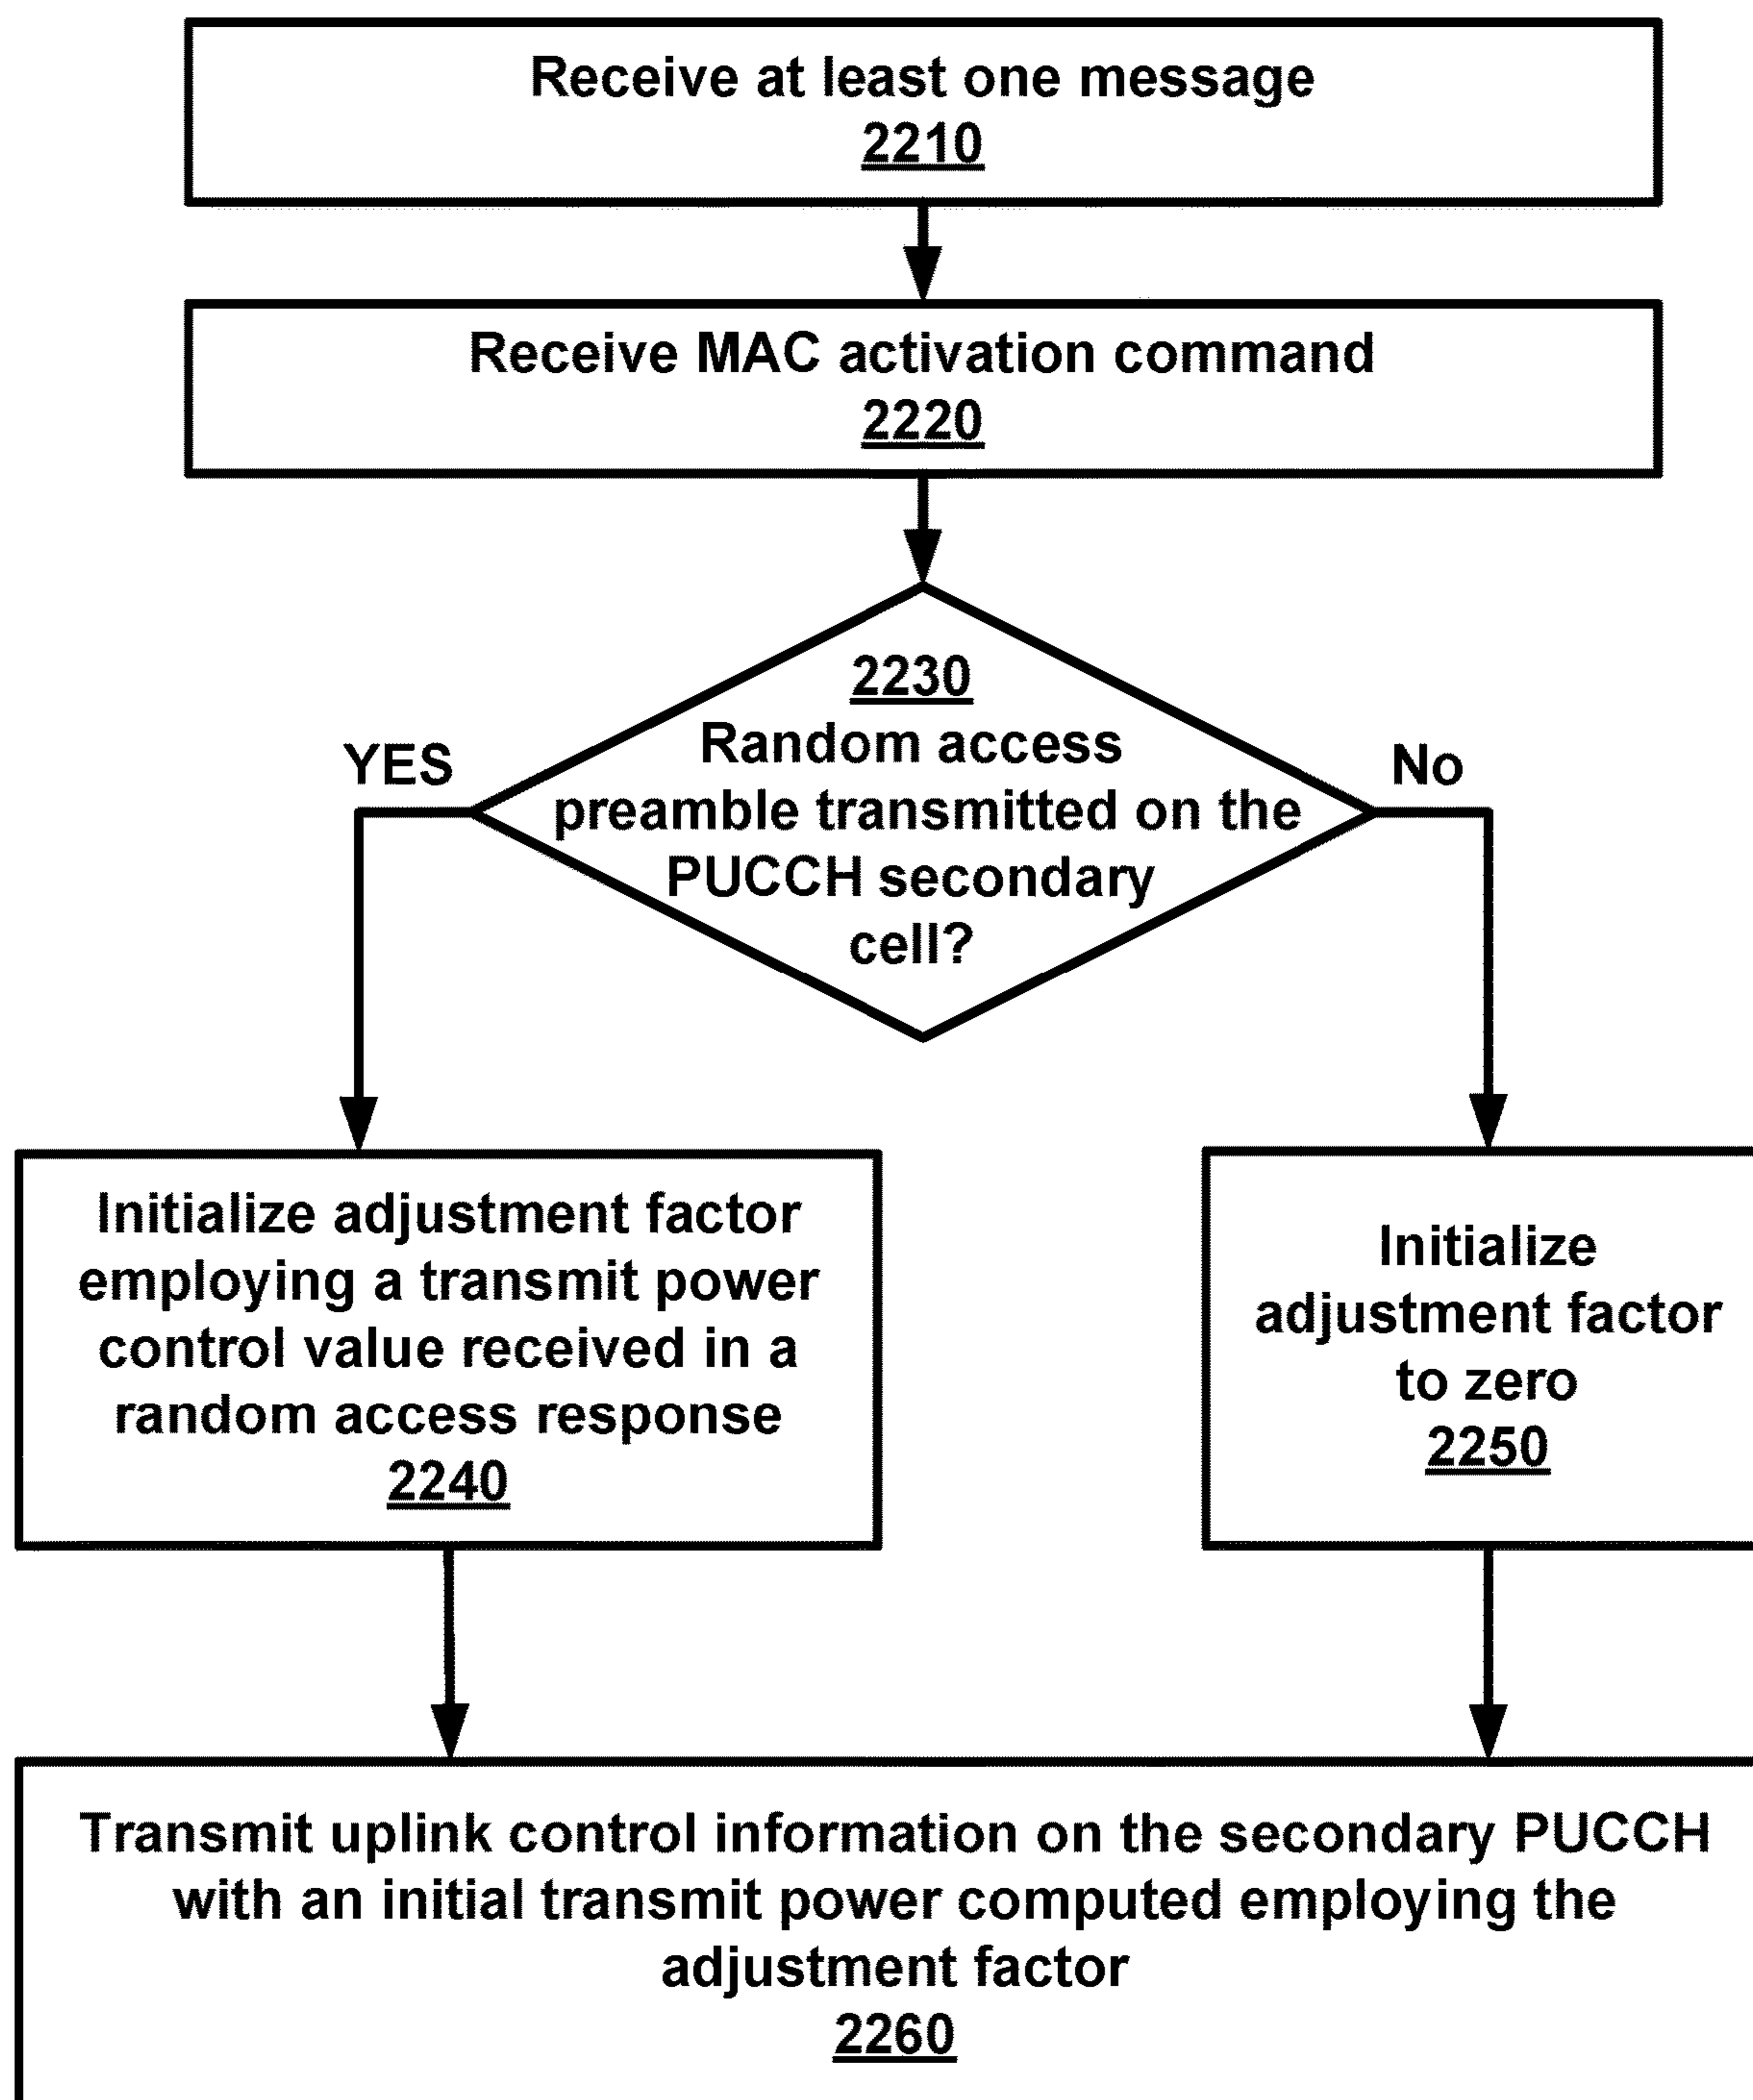 Receive at least one message
2210
Receive MAC activation command
2220
2230
Random access
preamble transmitted on the
PUCCH secondary
cell?
YES
No
Initialize adjustment factor
employing a transmit power
control value received in a
random access response
2240
Initialize
adjustment factor
to zero
2250
Transmit uplink control information on the secondary PUCCH
with an initial transmit power computed employing the
adjustment factor
2260